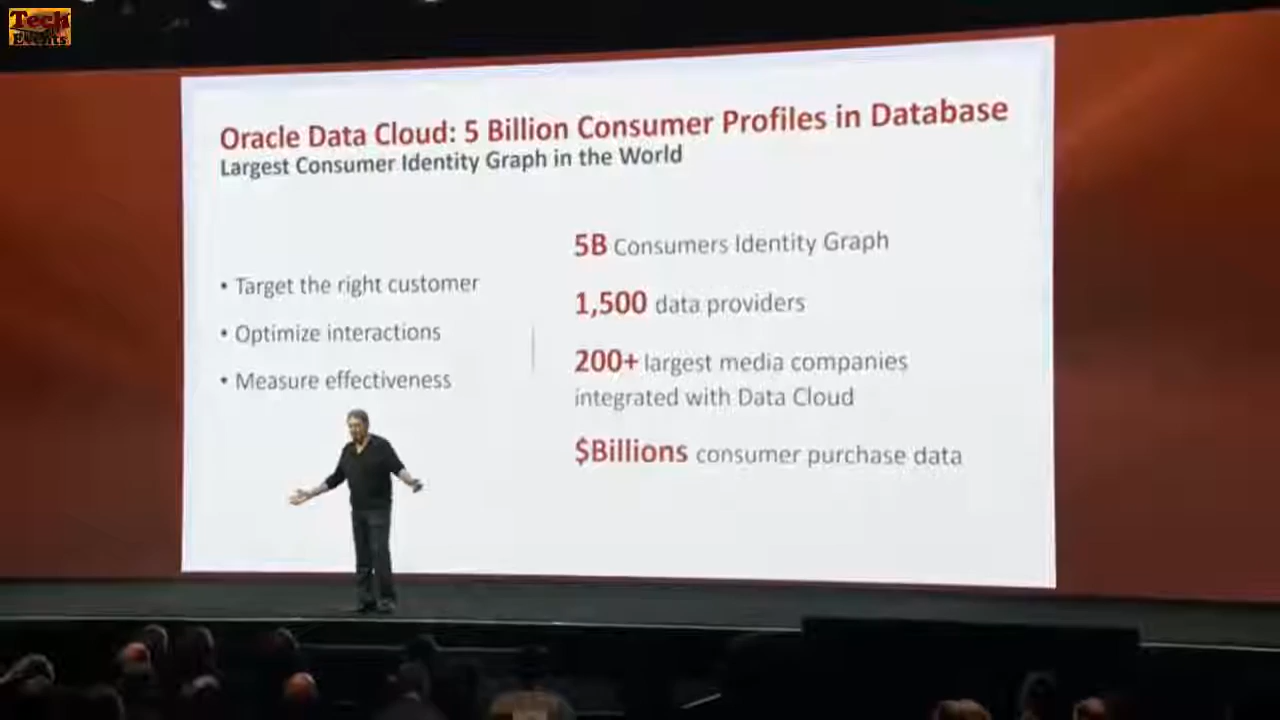 Tech
Events
Oracle Data Cloud: 5 Billion Consumer Profiles in Database
Largest Consumer Identity Graph in the World
• Target the right customer
• Optimize interactions
• Measure effectiveness
5B Consumers Identity Graph
1,500 data providers
200+ largest media companies
integrated with Data Cloud
$Billions consumer purchase data